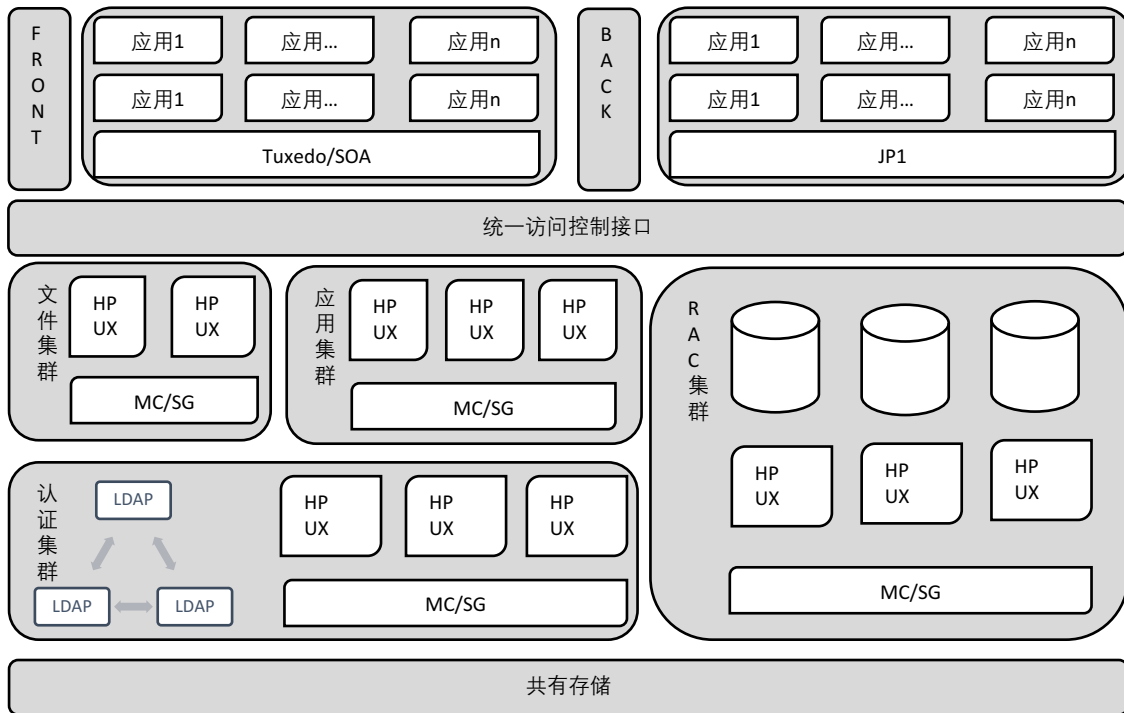 F
R
O
N
T
应用1
应用...
应用n
应用1
应用...
应用n
Tuxedo/SOA
B
A
C
K
应用1
应用...
应用n
应用1
应用...
应用n
JP1
统一访问控制接口
文
件
集
群
HP
UX
HP
UX
MC/SG
应
用
集
群
HP
UX
HP
UX
HP
UX
MC/SG
R
A
C
集
群
HP
UX
HP
UX
HP
UX
MC/SG
认
证
集
群
LDAP
LDAP
LDAP
HP
UX
HP
UX
HP
UX
MC/SG
共有存储